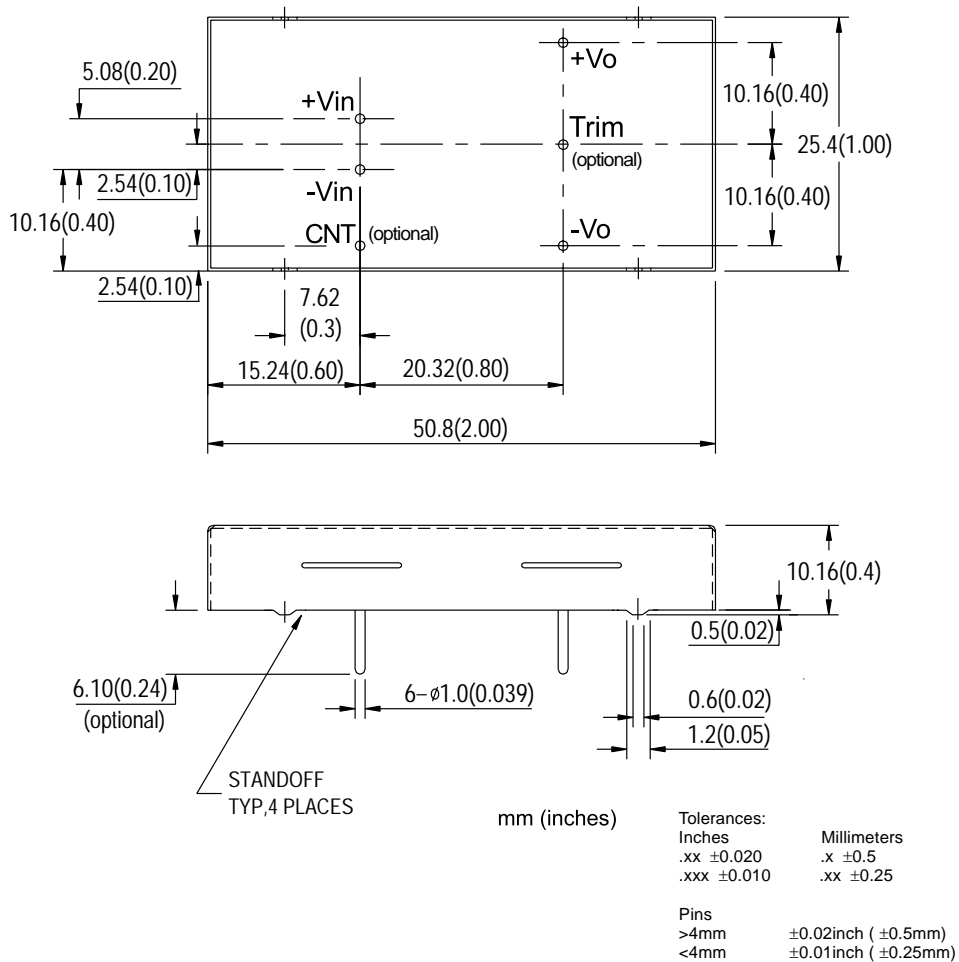 +Vo
5.08(0.20)
10.16(0.40)
+Vin
Trim
(optional)
25.4(1.00)
2.54(0.10)
-Vin
10.16(0.40)
10.16(0.40)
CNT (optional)
-Vo
2.54(0.10)
7.62
(0.3)
15.24(0.60)
20.32(0.80)
50.8(2.00)
10.16(0.4)
0.5(0.02)
6.10(0.24)
(optional)
6-ø1.0(0.039)
0.6(0.02)
1.2(0.05)
STANDOFF
TYP,4 PLACES
mm (inches)
Tolerances:
Inches Millimeters
.xx ±0.020 .x ±0.5
.xxx ±0.010 .xx ±0.25
Pins
>4mm ±0.02inch ( ±0.5mm)
<4mm ±0.01inch ( ±0.25mm)